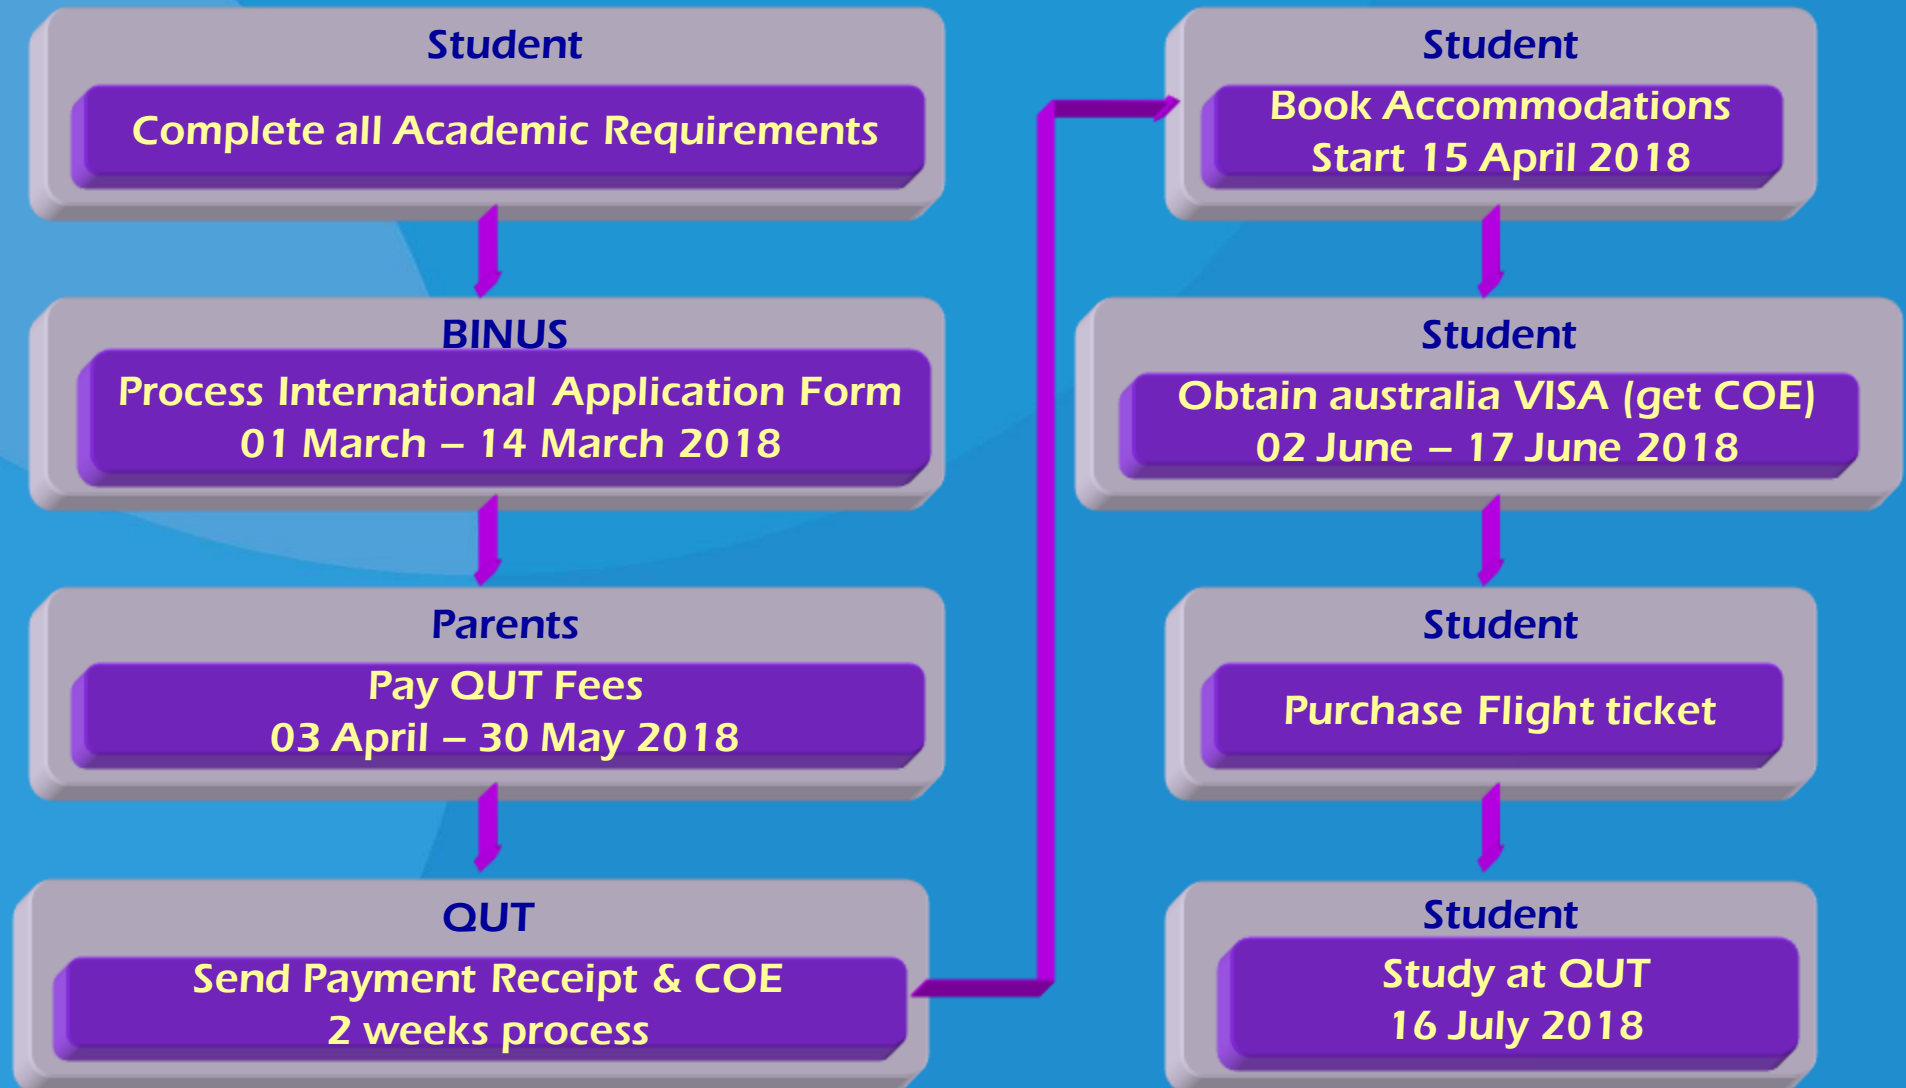 Student
Complete all Academic Requirements
BINUS
Process International Application Form
01 March – 14 March 2018
Parents
Pay QUT Fees
03 April – 30 May 2018
QUT
Send Payment Receipt & COE
2 weeks process
Student
Book Accommodations
Start 15 April 2018
Student
Obtain australia VISA (get COE)
02 June – 17 June 2018
Student
Purchase Flight ticket
Student
Study at QUT
16 July 2018